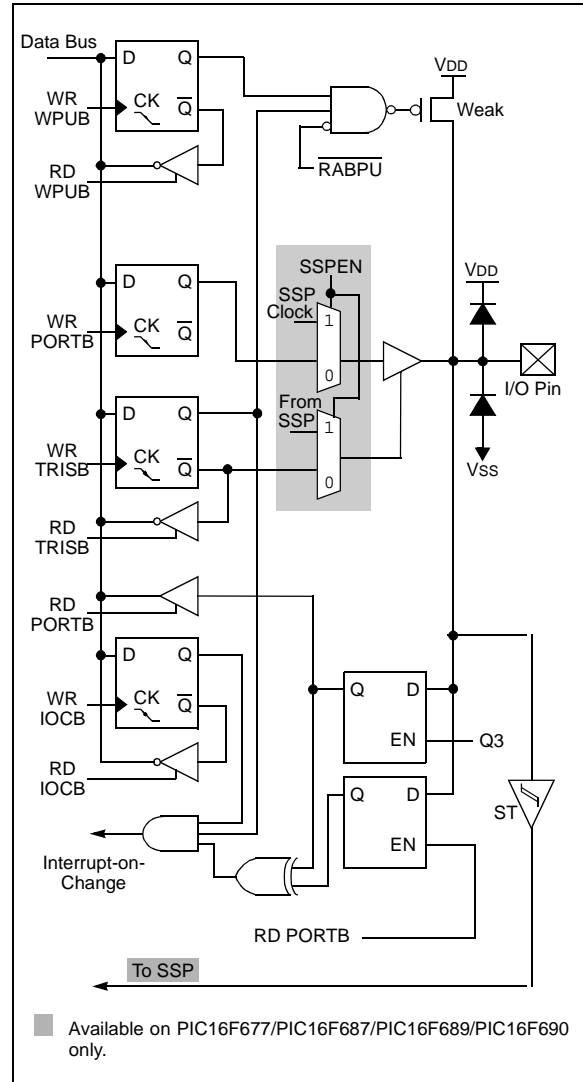 Data Bus
D Q
VDD
WR
WPUB
CK
Q̅
Weak
RD
WPUB
R̅A̅B̅P̅U̅
SSPEN
D Q
SSP
Clock
1
VDD
WR
PORTB
CK
Q̅
0
I/O Pin
From
SSP
D Q
1
WR
TRISB
CK
Q̅
VSS
0
RD
TRISB
RD
PORTB
D Q
Q D
WR
IOCB
CK
Q̅
EN
Q3
RD
IOCB
Q D
ST
EN
Interrupt-on-
Change
RD PORTB
To SSP
Available on PIC16F677/PIC16F687/PIC16F689/PIC16F690
only.